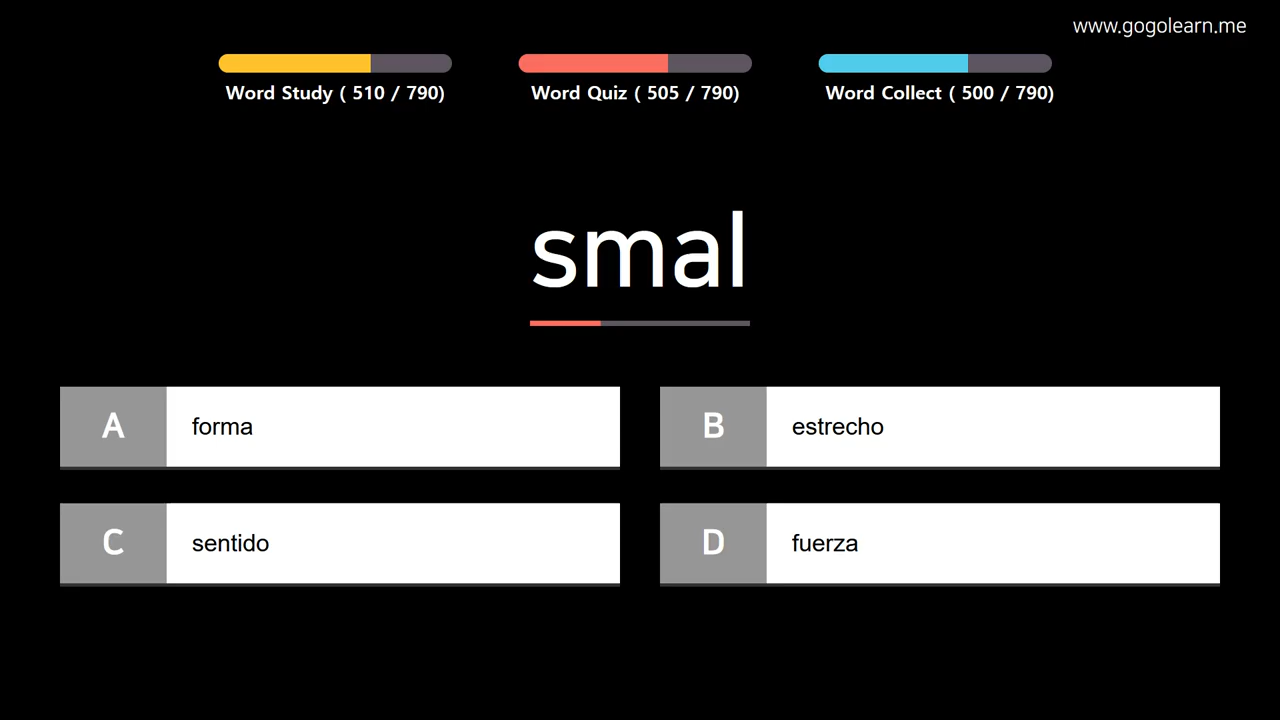 www.gogolearn.me
Word Study ( 510 / 790)
Word Quiz ( 505 / 790)
Word Collect ( 500 / 790)
smal
A forma
B estrecho
C sentido
D fuerza